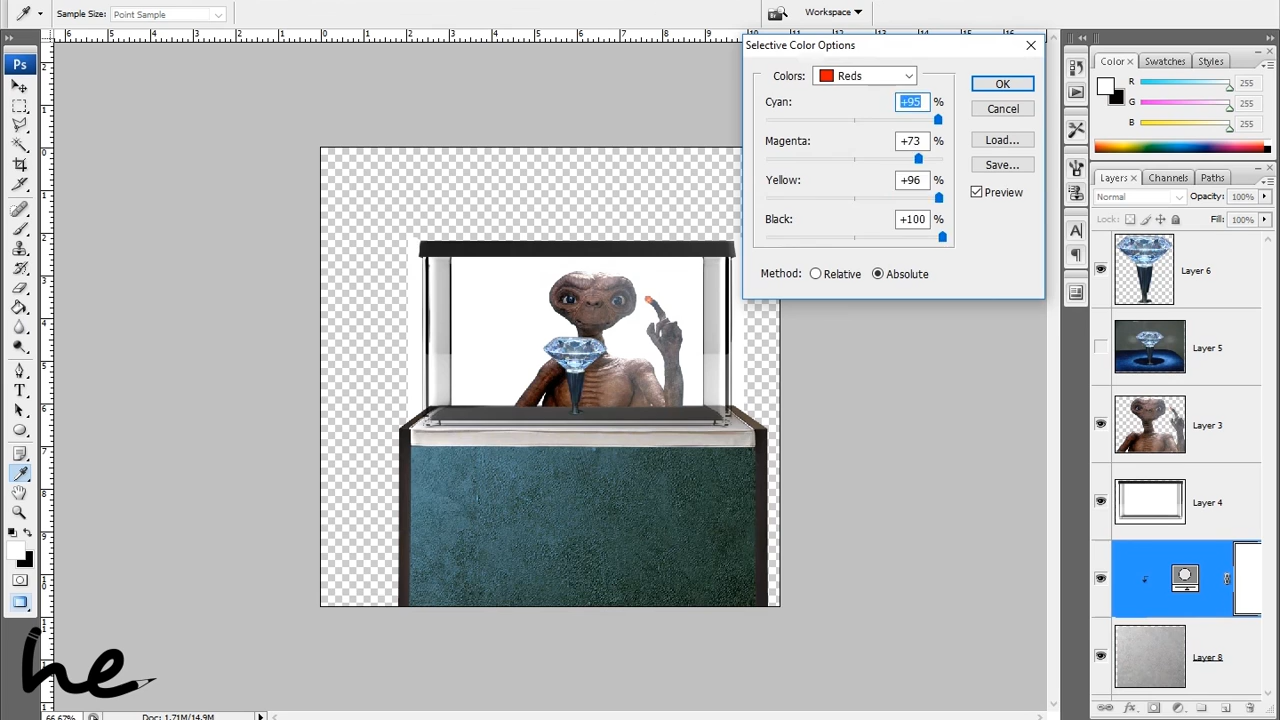 Sample Size: Point Sample
Workspace
Ps
Selective Color Options
Colors: Reds
Cyan: +95 %
Magenta: +73 %
Yellow: +96 %
Black: +100 %
Method: Relative Absolute
OK
Cancel
Load...
Save...
Preview
Color Swatches Styles
R 255
G 255
B 255
Layers Channels Paths
Normal Opacity: 100%
Lock: Fill: 100%
Layer 6
Layer 5
Layer 3
Layer 4
Layer 8
he
66.67% Doc: 1.71M/14.9M